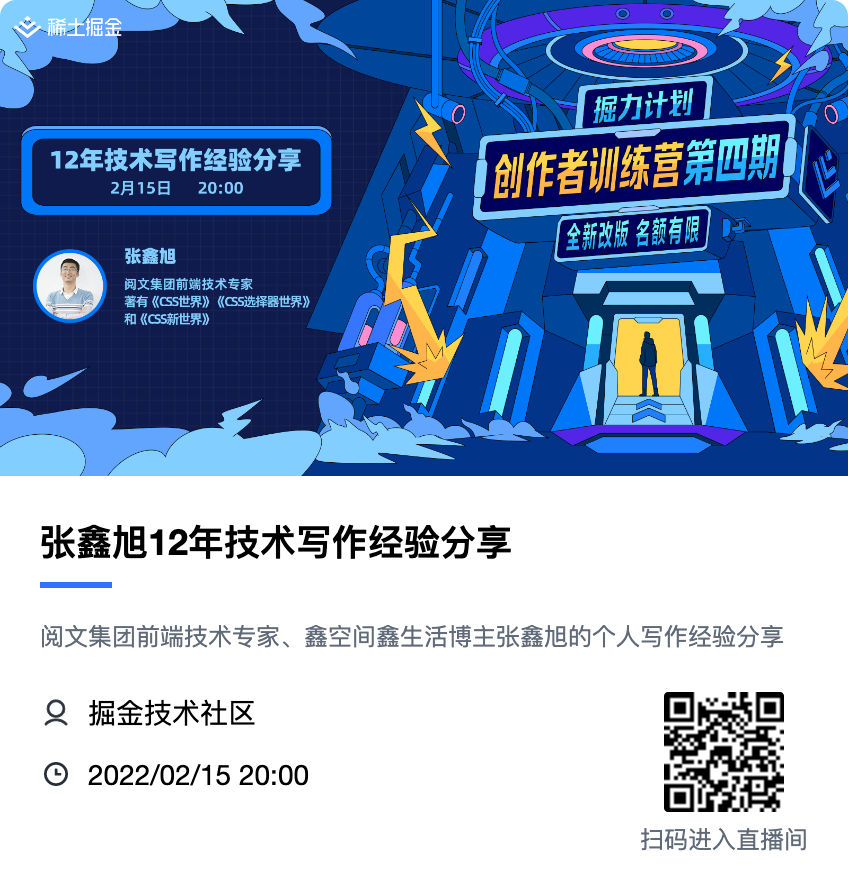 稀土掘金
掘力计划
创作者训练营第四期
全新改版 名额有限
12年技术写作经验分享
2月15日 20:00
张鑫旭
阅文集团前端技术专家
著有《CSS世界》《CSS选择器世界》
和《CSS新世界》
张鑫旭12年技术写作经验分享
阅文集团前端技术专家、鑫空间鑫生活博主张鑫旭的个人写作经验分享
掘金技术社区
2022/02/15 20:00
扫码进入直播间